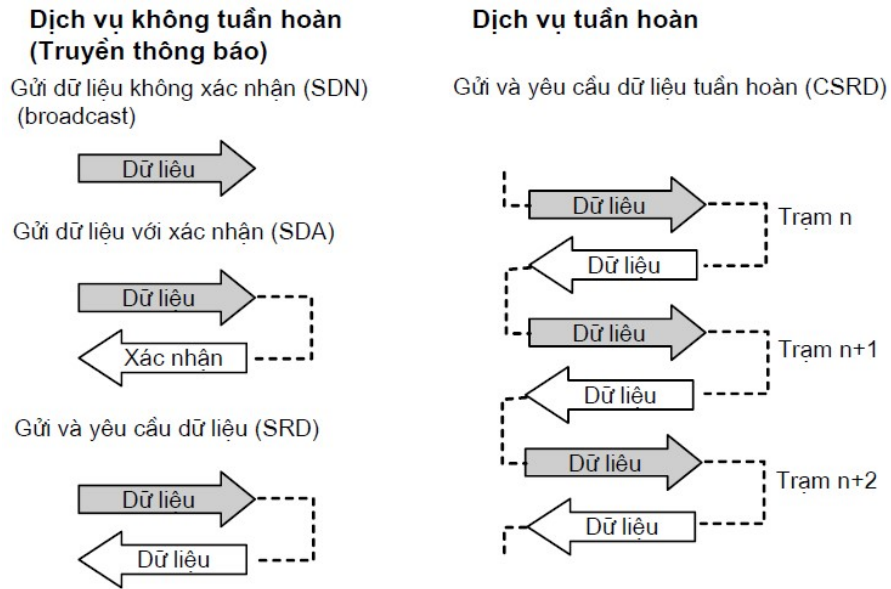 Dịch vụ không tuần hoàn
(Truyền thông báo)
Gửi dữ liệu không xác nhận (SDN)
(broadcast)
Dữ liệu
Gửi dữ liệu với xác nhận (SDA)
Dữ liệu
Xác nhận
Gửi và yêu cầu dữ liệu (SRD)
Dữ liệu
Dữ liệu
Dịch vụ tuần hoàn
Gửi và yêu cầu dữ liệu tuần hoàn (CSRD)
Dữ liệu
Trạm n
Dữ liệu
Dữ liệu
Trạm n+1
Dữ liệu
Dữ liệu
Trạm n+2
Dữ liệu